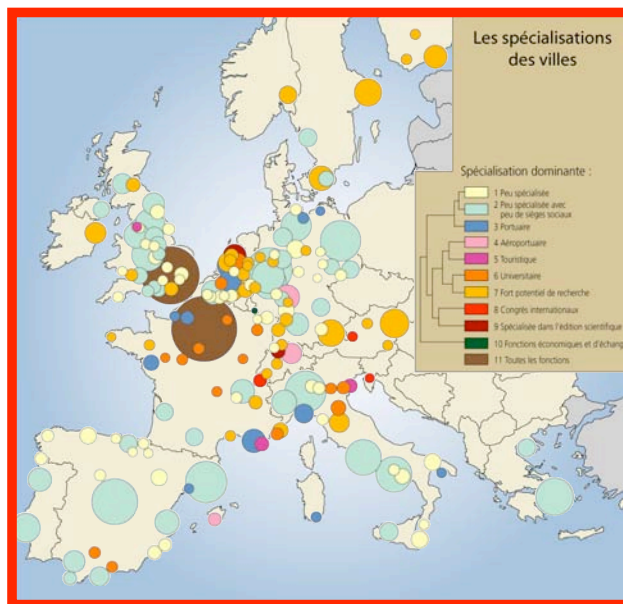 Les spécialisations
des villes
Spécialisation dominante :
1 Peu spécialisée
2 Peu spécialisée avec
peu de sièges sociaux
3 Portuaire
4 Aéroportuaire
5 Touristique
6 Universitaire
7 Fort potentiel de recherche
8 Congrès internationaux
9 Spécialisée dans l'édition scientifique
10 Fonctions économiques et d'échang
11 Toutes les fonctions